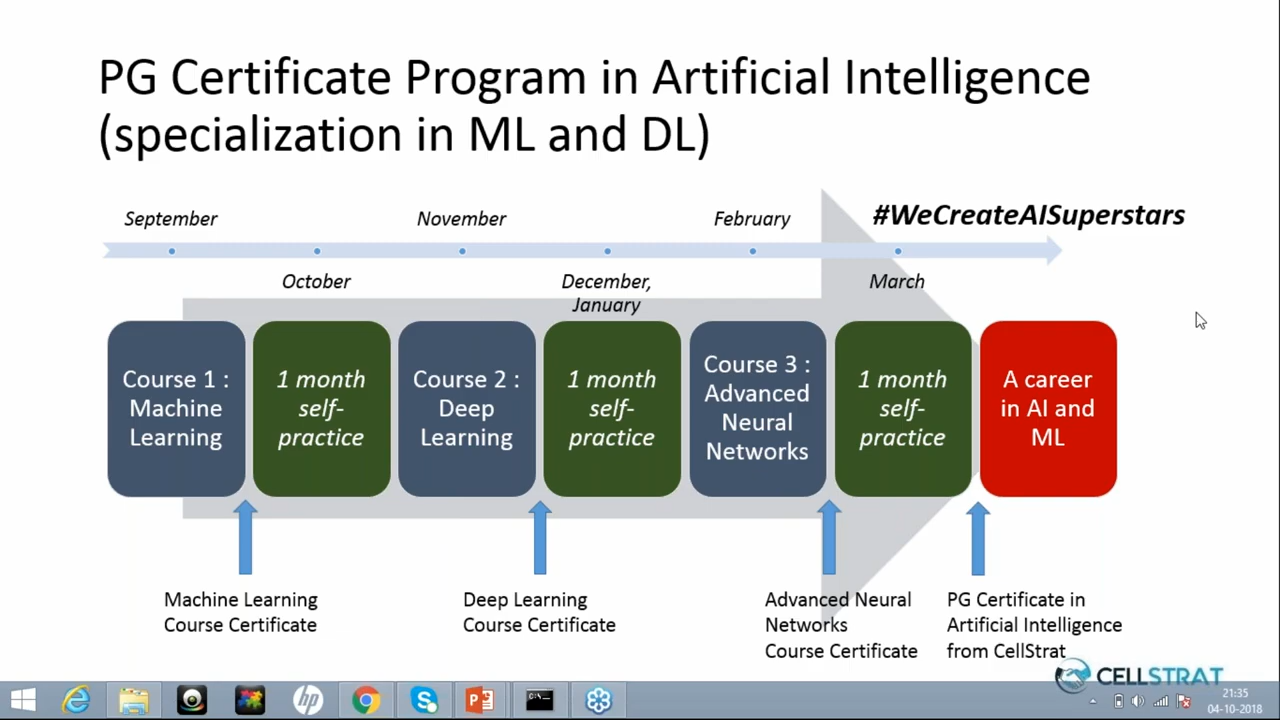 PG Certificate Program in Artificial Intelligence
(specialization in ML and DL)
September
November
February
#WeCreateAISuperstars
October
December,
January
March
Course 1 :
Machine
Learning
1 month
self-
practice
Course 2 :
Deep
Learning
1 month
self-
practice
Course 3 :
Advanced
Neural
Networks
1 month
self-
practice
A career
in AI and
ML
Machine Learning
Course Certificate
Deep Learning
Course Certificate
Advanced Neural
Networks
Course Certificate
PG Certificate in
Artificial Intelligence
from CellStrat
CELLSTRAT
hp
21:35
04-10-2018